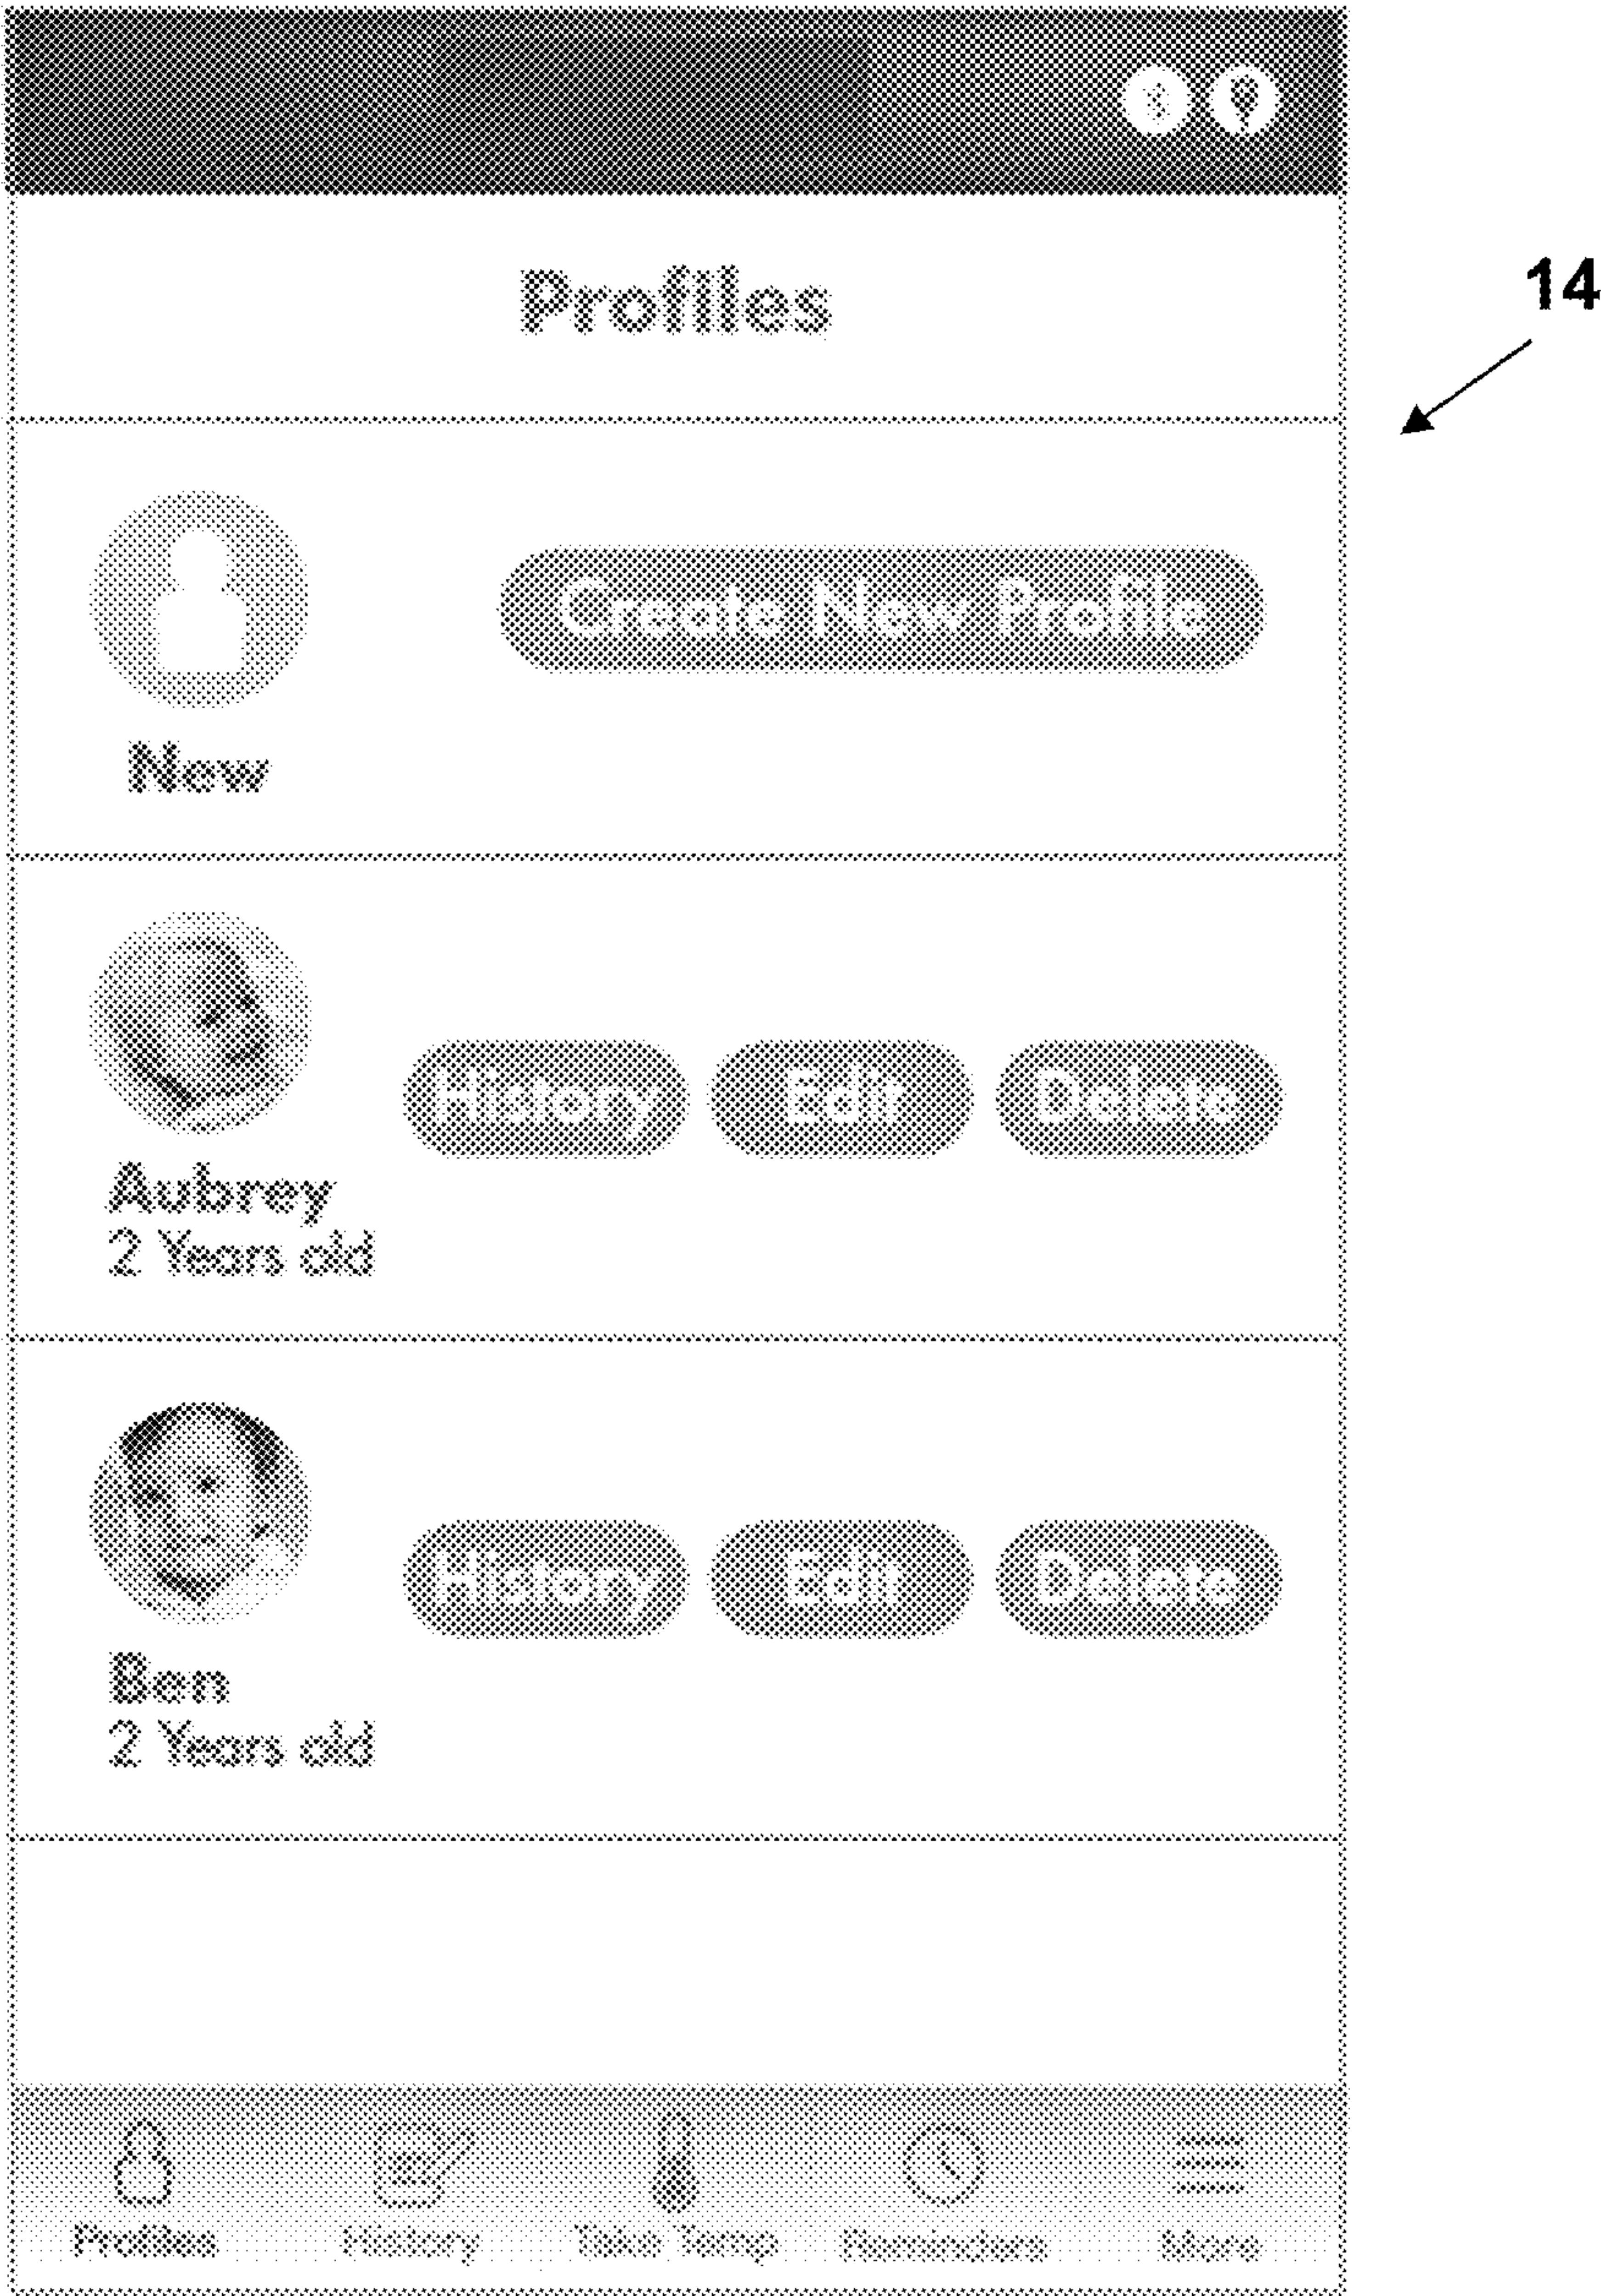 14
Profiles
Create New Profile
New
History Edit Delete
Aubrey
2 Years old
History Edit Delete
Ben
2 Years old
Profiles History Take Temp Reminders More